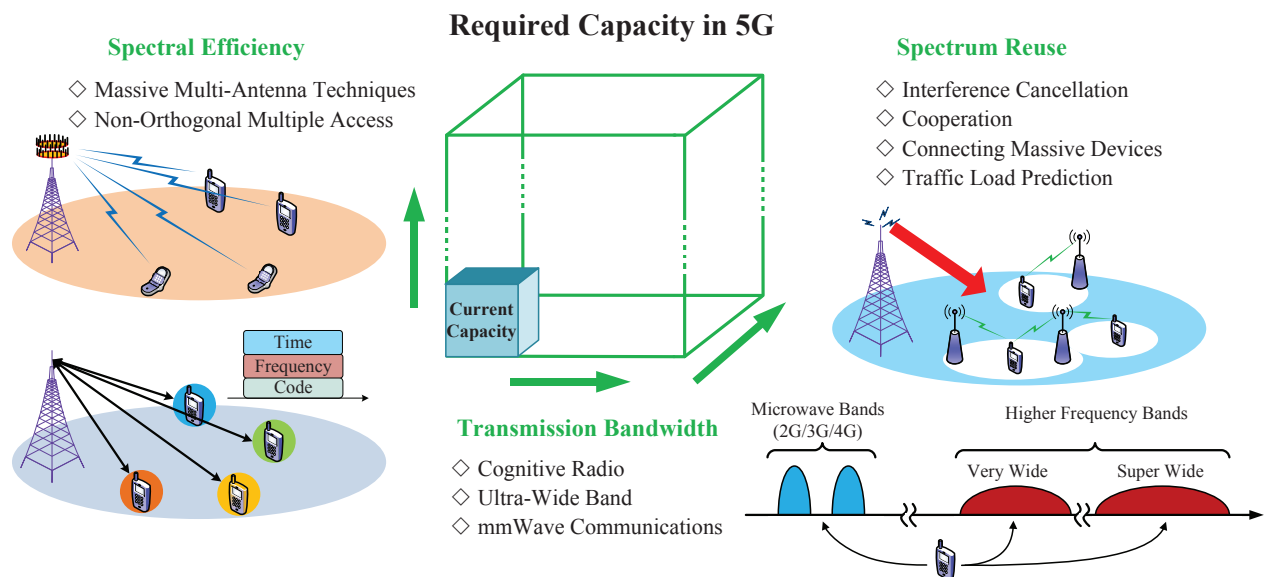 Required Capacity in 5G
Spectral Efficiency
◇ Massive Multi-Antenna Techniques
◇ Non-Orthogonal Multiple Access
Spectrum Reuse
◇ Interference Cancellation
◇ Cooperation
◇ Connecting Massive Devices
◇ Traffic Load Prediction
Current
Capacity
Time
Frequency
Code
Transmission Bandwidth
◇ Cognitive Radio
◇ Ultra-Wide Band
◇ mmWave Communications
Microwave Bands
(2G/3G/4G)
Higher Frequency Bands
Very Wide
Super Wide